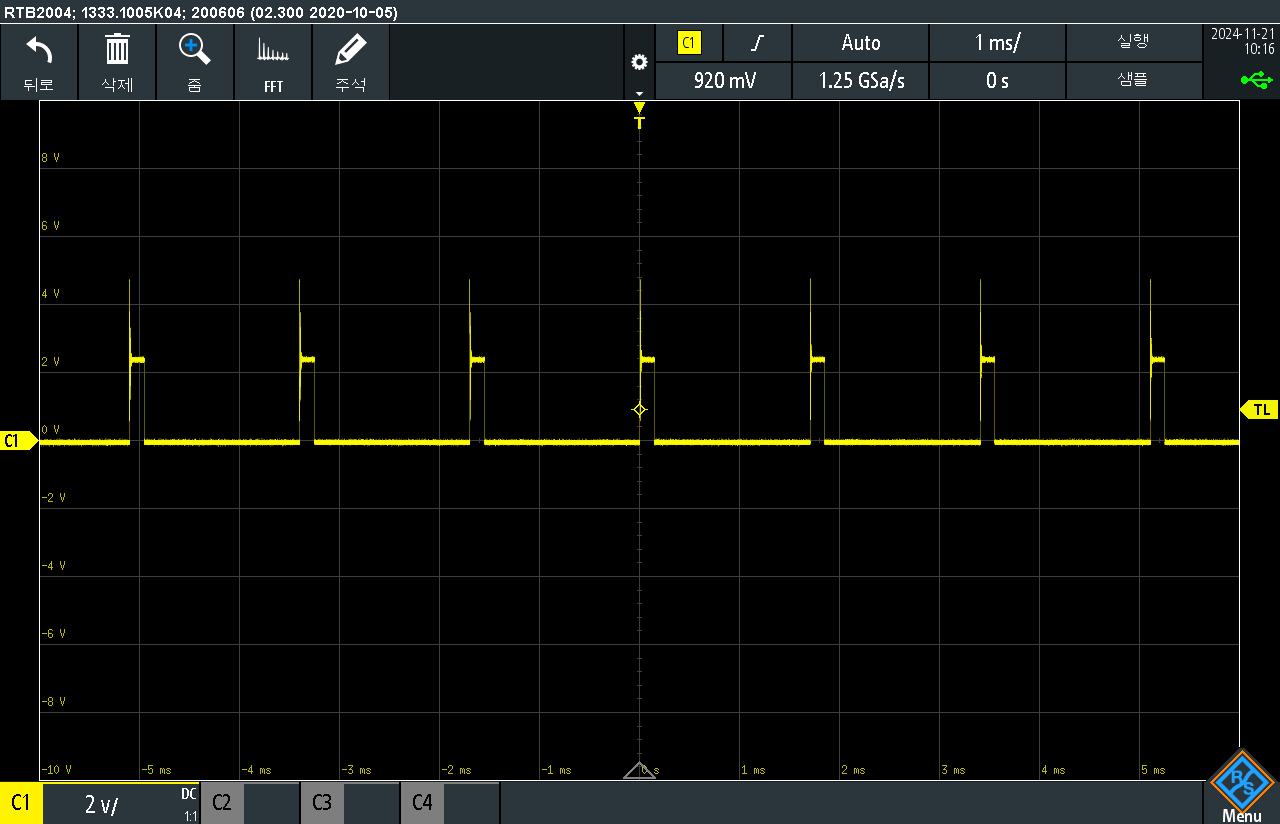 RTB2004; 1333.1005K04; 200606 (02.300 2020-10-05)
뒤로
삭제
줌
FFT
주석
C1
Auto
1 ms/
실행
920 mV
1.25 GSa/s
0 s
샘플
2024-11-21
10:16
T
8 V
6 V
4 V
2 V
0 V
-2 V
-4 V
-6 V
-8 V
-10 V
C1
TL
-5 ms
-4 ms
-3 ms
-2 ms
-1 ms
0 s
1 ms
2 ms
3 ms
4 ms
5 ms
C1
2 V/
DC
1:1
C2
C3
C4
R&S
Menu